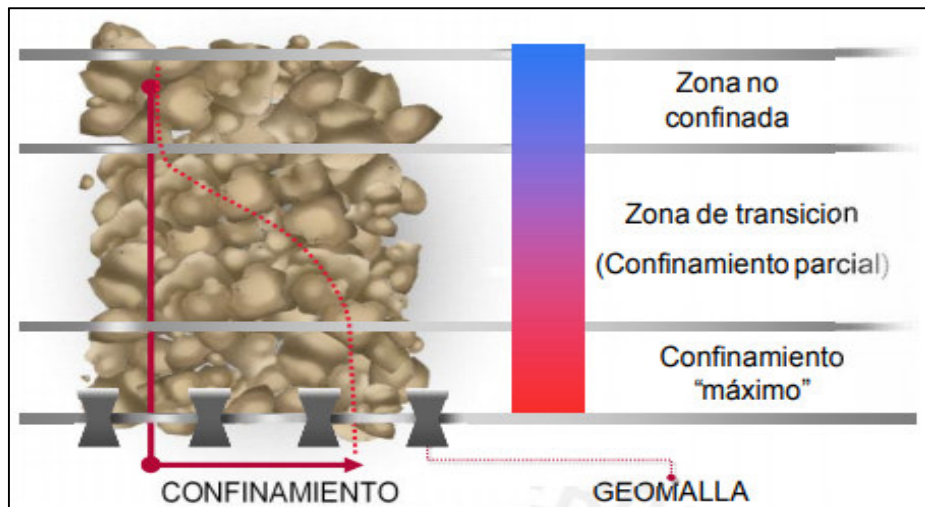 Zona no
confinada
Zona de transicion
(Confinamiento parcial)
Confinamiento
“máximo”
CONFINAMIENTO
GEOMALLA